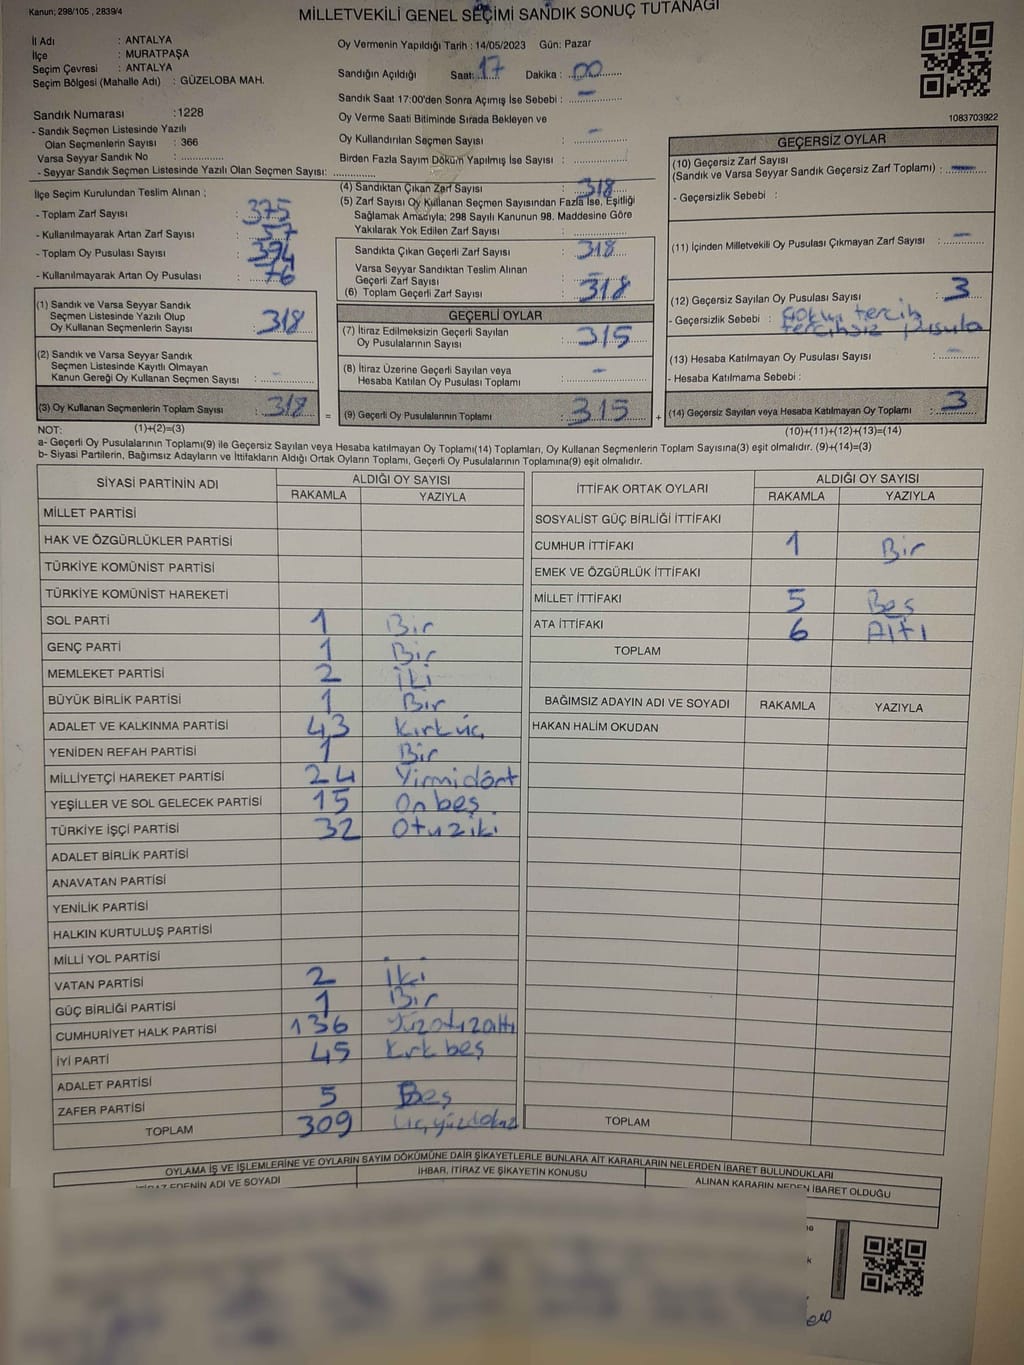 Kanun; 298/105 , 2839/4
MİLLETVEKİLİ GENEL SEÇİMİ SANDIK SONUÇ TUTANAĞI
İl Adı : ANTALYA
İlçe : MURATPAŞA
Seçim Çevresi : ANTALYA
Seçim Bölgesi (Mahalle Adı) : GÜZELOBA MAH.
Oy Vermenin Yapıldığı Tarih : 14/05/2023 Gün: Pazar
Sandığın Açıldığı Saat: 17 Dakika : 00
Sandık Saat 17:00'den Sonra Açımış İse Sebebi : -
Oy Verme Saati Bitiminde Sırada Bekleyen ve
Oy Kullandırılan Seçmen Sayısı : -
Birden Fazla Sayım Döküm Yapılmış İse Sayısı : -
1083703922
Sandık Numarası :1228
- Sandık Seçmen Listesinde Yazılı
Olan Seçmenlerin Sayısı : 366
Varsa Seyyar Sandık No :
- Seyyar Sandık Seçmen Listesinde Yazılı Olan Seçmen Sayısı:
İlçe Seçim Kurulundan Teslim Alınan ;
- Toplam Zarf Sayısı : 375
- Kullanılmayarak Artan Zarf Sayısı : 57
- Toplam Oy Pusulası Sayısı : 394
- Kullanılmayarak Artan Oy Pusulası : 76
(1) Sandık ve Varsa Seyyar Sandık
Seçmen Listesinde Yazılı Olup
Oy Kullanan Seçmenlerin Sayısı : 318
(2) Sandık ve Varsa Seyyar Sandık
Seçmen Listesinde Kayıtlı Olmayan
Kanun Gereği Oy Kullanan Seçmen Sayısı : -
(3) Oy Kullanan Seçmenlerin Toplam Sayısı : 318
(1)+(2)=(3)
(4) Sandıktan Çıkan Zarf Sayısı : 318
(5) Zarf Sayısı Oy Kullanan Seçmen Sayısından Fazla İse, Eşitliği
Sağlamak Amacıyla; 298 Sayılı Kanunun 98. Maddesine Göre
Yakılarak Yok Edilen Zarf Sayısı :
Sandıkta Çıkan Geçerli Zarf Sayısı : 318
Varsa Seyyar Sandıktan Teslim Alınan
Geçerli Zarf Sayısı : -
(6) Toplam Geçerli Zarf Sayısı : 318
GEÇERLİ OYLAR
(7) İtiraz Edilmeksizin Geçerli Sayılan
Oy Pusulalarının Sayısı : 315
(8) İtiraz Üzerine Geçerli Sayılan veya
Hesaba Katılan Oy Pusulası Toplamı : -
= (9) Geçerli Oy Pusulalarının Toplamı : 315
GEÇERSİZ OYLAR
(10) Geçersiz Zarf Sayısı
(Sandık ve Varsa Seyyar Sandık Geçersiz Zarf Toplamı) : -
- Geçersizlik Sebebi :
(11) İçinden Milletvekili Oy Pusulası Çıkmayan Zarf Sayısı : -
(12) Geçersiz Sayılan Oy Pusulası Sayısı : 3
- Geçersizlik Sebebi : tercih
tercihsiz pusula
(13) Hesaba Katılmayan Oy Pusulası Sayısı : -
- Hesaba Katılmama Sebebi :
+ (14) Geçersiz Sayılan veya Hesaba Katılmayan Oy Toplamı : 3
(10)+(11)+(12)+(13)=(14)
NOT:
a- Geçerli Oy Pusulalarının Toplamı(9) ile Geçersiz Sayılan veya Hesaba katılmayan Oy Toplamı(14) Toplamları, Oy Kullanan Seçmenlerin Toplam Sayısına(3) eşit olmalıdır. (9)+(14)=(3)
b- Siyasi Partilerin, Bağımsız Adayların ve İttifakların Aldığı Ortak Oyların Toplamı, Geçerli Oy Pusulalarının Toplamına(9) eşit olmalıdır.
SİYASİ PARTİNİN ADI ALDIĞI OY SAYISI
RAKAMLA YAZIYLA
MİLLET PARTİSİ
HAK VE ÖZGÜRLÜKLER PARTİSİ
TÜRKİYE KOMÜNİST PARTİSİ
TÜRKİYE KOMÜNİST HAREKETİ
SOL PARTİ 1 Bir
GENÇ PARTİ 1 Bir
MEMLEKET PARTİSİ 2 İki
BÜYÜK BİRLİK PARTİSİ 1 Bir
ADALET VE KALKINMA PARTİSİ 43 Kırküç
YENİDEN REFAH PARTİSİ 1 Bir
MİLLİYETÇİ HAREKET PARTİSİ 24 Yirmidört
YEŞİLLER VE SOL GELECEK PARTİSİ 15 Onbeş
TÜRKİYE İŞÇİ PARTİSİ 32 Otuziki
ADALET BİRLİK PARTİSİ
ANAVATAN PARTİSİ
YENİLİK PARTİSİ
HALKIN KURTULUŞ PARTİSİ
MİLLİ YOL PARTİSİ
VATAN PARTİSİ 2 İki
GÜÇ BİRLİĞİ PARTİSİ 1 Bir
CUMHURİYET HALK PARTİSİ 136 Yüzotuzaltı
İYİ PARTİ 45 Kırkbeş
ADALET PARTİSİ
ZAFER PARTİSİ 5 Beş
TOPLAM 309 Üçyüzdokuz
İTTİFAK ORTAK OYLARI ALDIĞI OY SAYISI
RAKAMLA YAZIYLA
SOSYALİST GÜÇ BİRLİĞİ İTTİFAKI
CUMHUR İTTİFAKI 1 Bir
EMEK VE ÖZGÜRLÜK İTTİFAKI
MİLLET İTTİFAKI 5 Beş
ATA İTTİFAKI 6 Altı
TOPLAM
BAĞIMSIZ ADAYIN ADI VE SOYADI RAKAMLA YAZIYLA
HAKAN HALİM OKUDAN
TOPLAM
OYLAMA İŞ VE İŞLEMLERİNE VE OYLARIN SAYIM DÖKÜMÜNE DAİR ŞİKAYETLERLE BUNLARA AİT KARARLARIN NELERDEN İBARET BULUNDUKLARI
İTİRAZ EDENİN ADI VE SOYADI İHBAR, İTİRAZ VE ŞİKAYETİN KONUSU ALINAN KARARIN NEDEN İBARET OLDUĞU